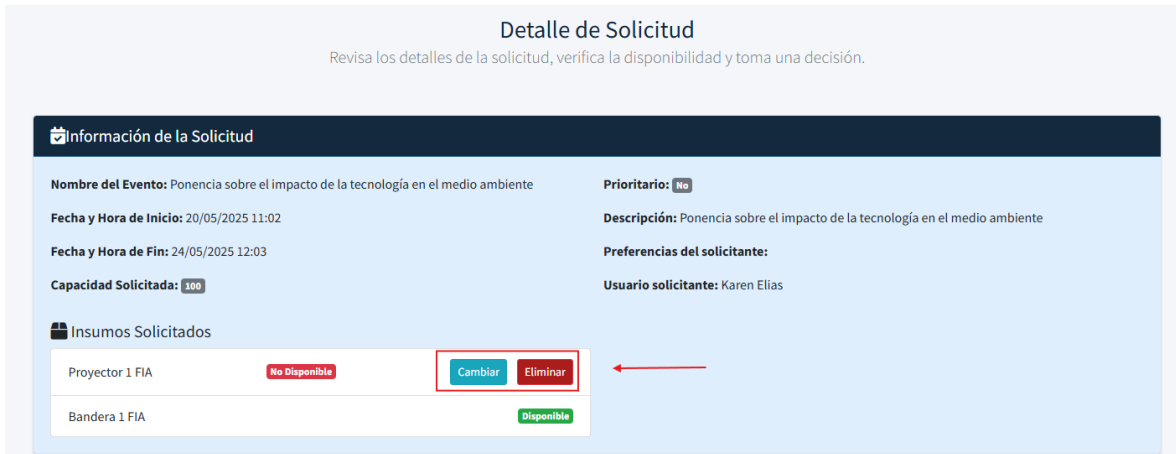 Detalle de Solicitud
Revisa los detalles de la solicitud, verifica la disponibilidad y toma una decisión.
Información de la Solicitud
Nombre del Evento: Ponencia sobre el impacto de la tecnología en el medio ambiente
Prioritario: No
Fecha y Hora de Inicio: 20/05/2025 11:02
Descripción: Ponencia sobre el impacto de la tecnología en el medio ambiente
Fecha y Hora de Fin: 24/05/2025 12:03
Preferencias del solicitante:
Capacidad Solicitada: 100
Usuario solicitante: Karen Elias
Insumos Solicitados
Proyector 1 FIA No Disponible Cambiar Eliminar
Bandera 1 FIA Disponible